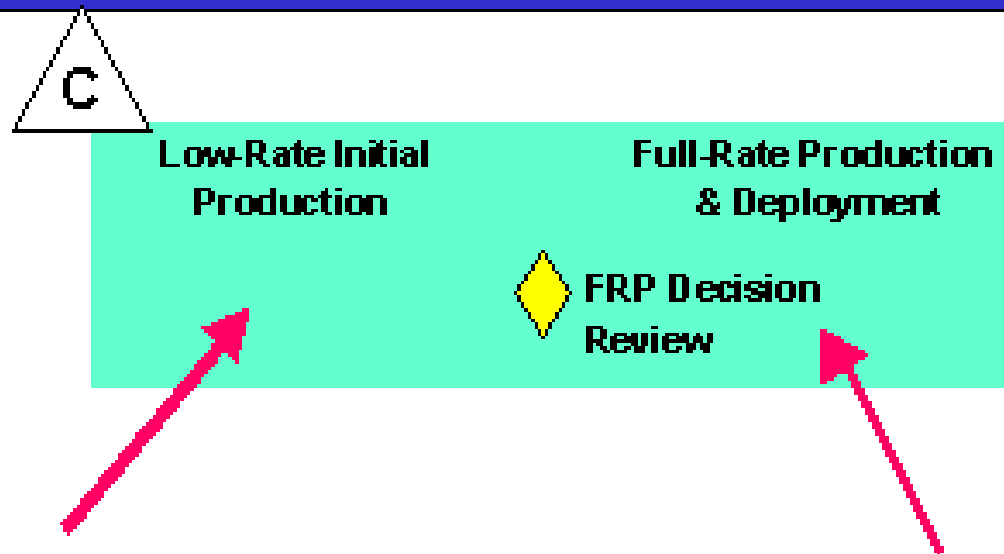 C
Low-Rate Initial
Production
Full-Rate Production
& Deployment
FRP Decision
Review